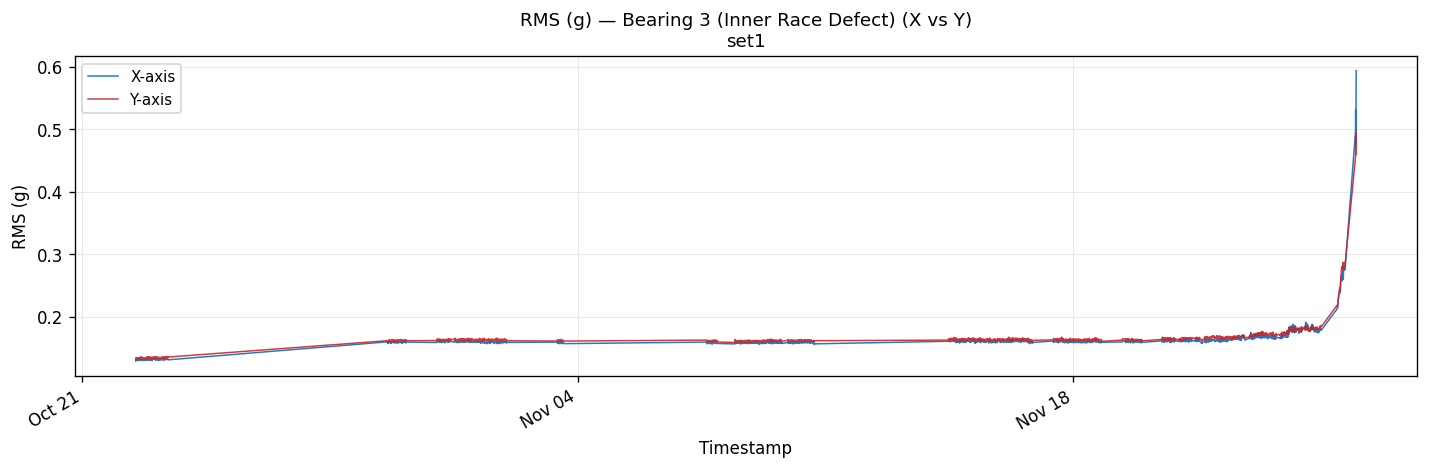 RMS (g) — Bearing 3 (Inner Race Defect) (X vs Y)
set1
X-axis
Y-axis
RMS (g)
0.6
0.5
0.4
0.3
0.2
Oct 21
Nov 04
Nov 18
Timestamp